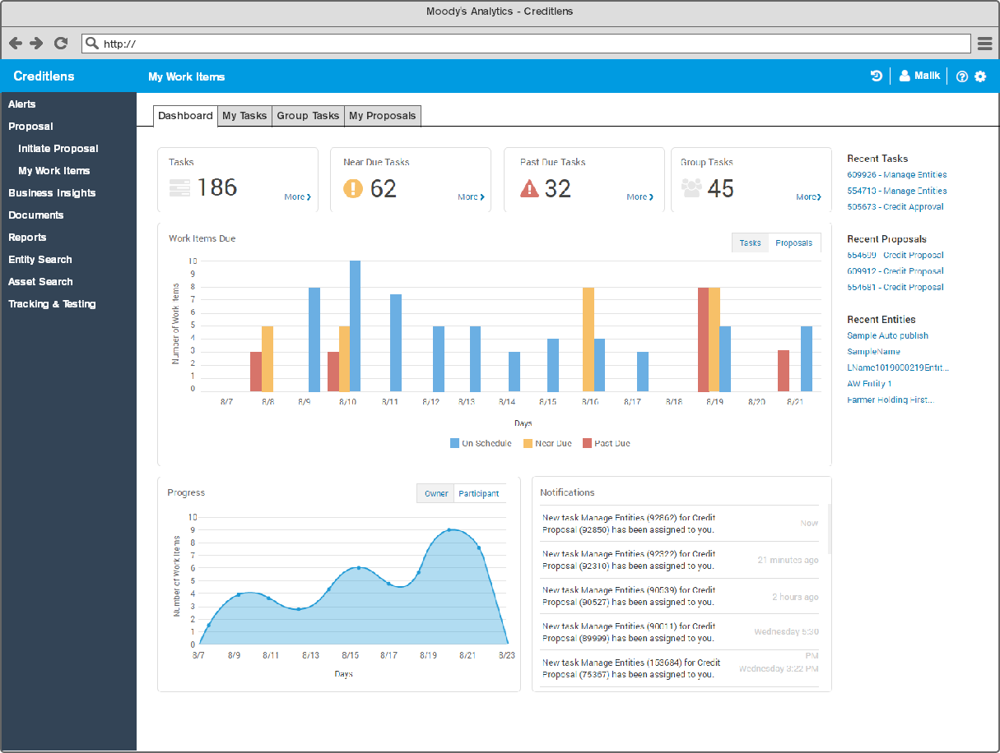 Moody's Analytics - Creditlens
http://
Creditlens
My Work Items
Malik
Alerts
Proposal
Initiate Proposal
My Work Items
Business Insights
Documents
Reports
Entity Search
Asset Search
Tracking & Testing
Dashboard
My Tasks
Group Tasks
My Proposals
Tasks
186
More
Near Due Tasks
62
More
Past Due Tasks
32
More
Group Tasks
45
More
Work Items Due
Tasks
Proposals
Number of Work Items
10
9
8
7
6
5
4
3
2
1
0
8/7 8/8 8/9 8/10 8/11 8/12 8/13 8/14 8/15 8/16 8/17 8/18 8/19 8/20 8/21
Days
On Schedule Near Due Past Due
Progress
Owner
Participant
Number of Work Items
10
9
8
7
6
5
4
3
2
1
0
8/7 8/9 8/11 8/13 8/15 8/17 8/19 8/21 8/23
Days
Notifications
New task Manage Entities (92862) for Credit
Proposal (92850) has been assigned to you.
Now
New task Manage Entities (92322) for Credit
Proposal (92310) has been assigned to you.
21 minutes ago
New task Manage Entities (90539) for Credit
Proposal (90527) has been assigned to you.
2 hours ago
New task Manage Entities (90011) for Credit
Proposal (89999) has been assigned to you.
Wednesday 5:30
PM
New task Manage Entities (153684) for Credit
Proposal (75367) has been assigned to you.
Wednesday 3:22 PM
Recent Tasks
609926 - Manage Entities
554713 - Manage Entities
505673 - Credit Approval
Recent Proposals
554699 - Credit Proposal
609912 - Credit Proposal
554681 - Credit Proposal
Recent Entities
Sample Auto publish
SampleName
LName1019000219Entit...
AW Entity 1
Farmer Holding First...